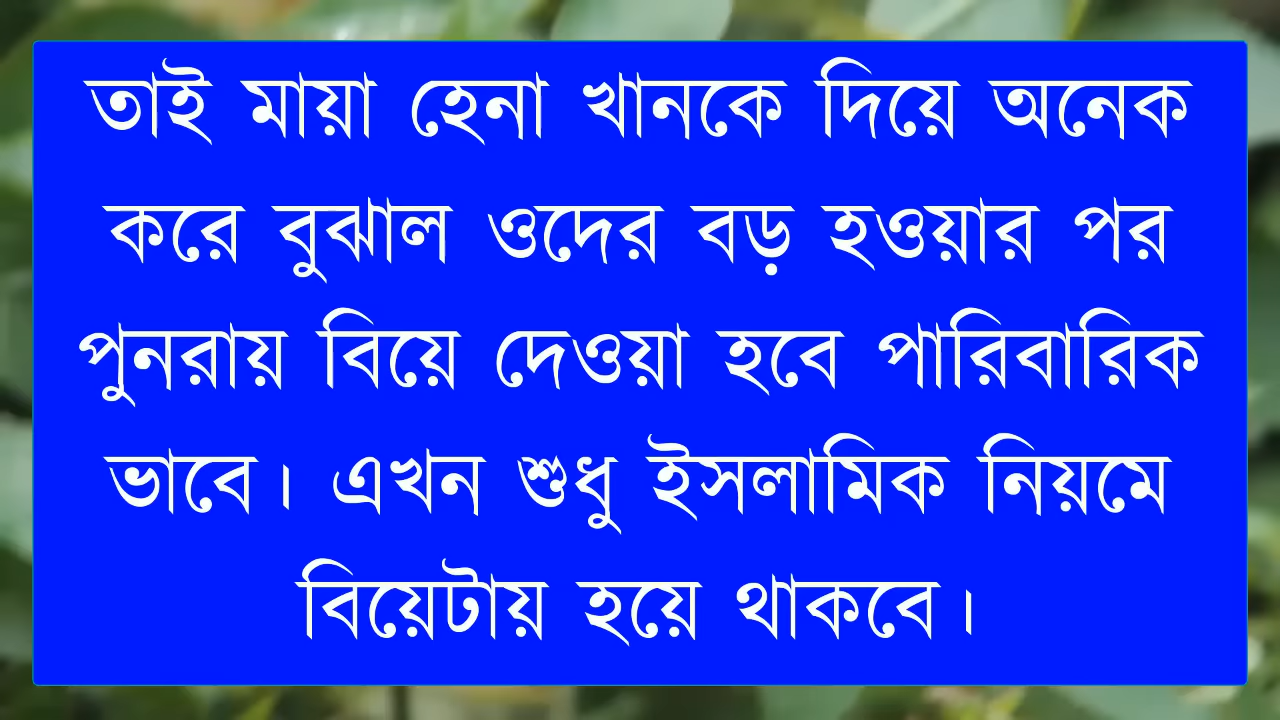 তাই মায়া হেনা খানকে দিয়ে অনেক
করে বুঝাল ওদের বড় হওয়ার পর
পুনরায় বিয়ে দেওয়া হবে পারিবারিক
ভাবে। এখন শুধু ইসলামিক নিয়মে
বিয়েটায় হয়ে থাকবে।